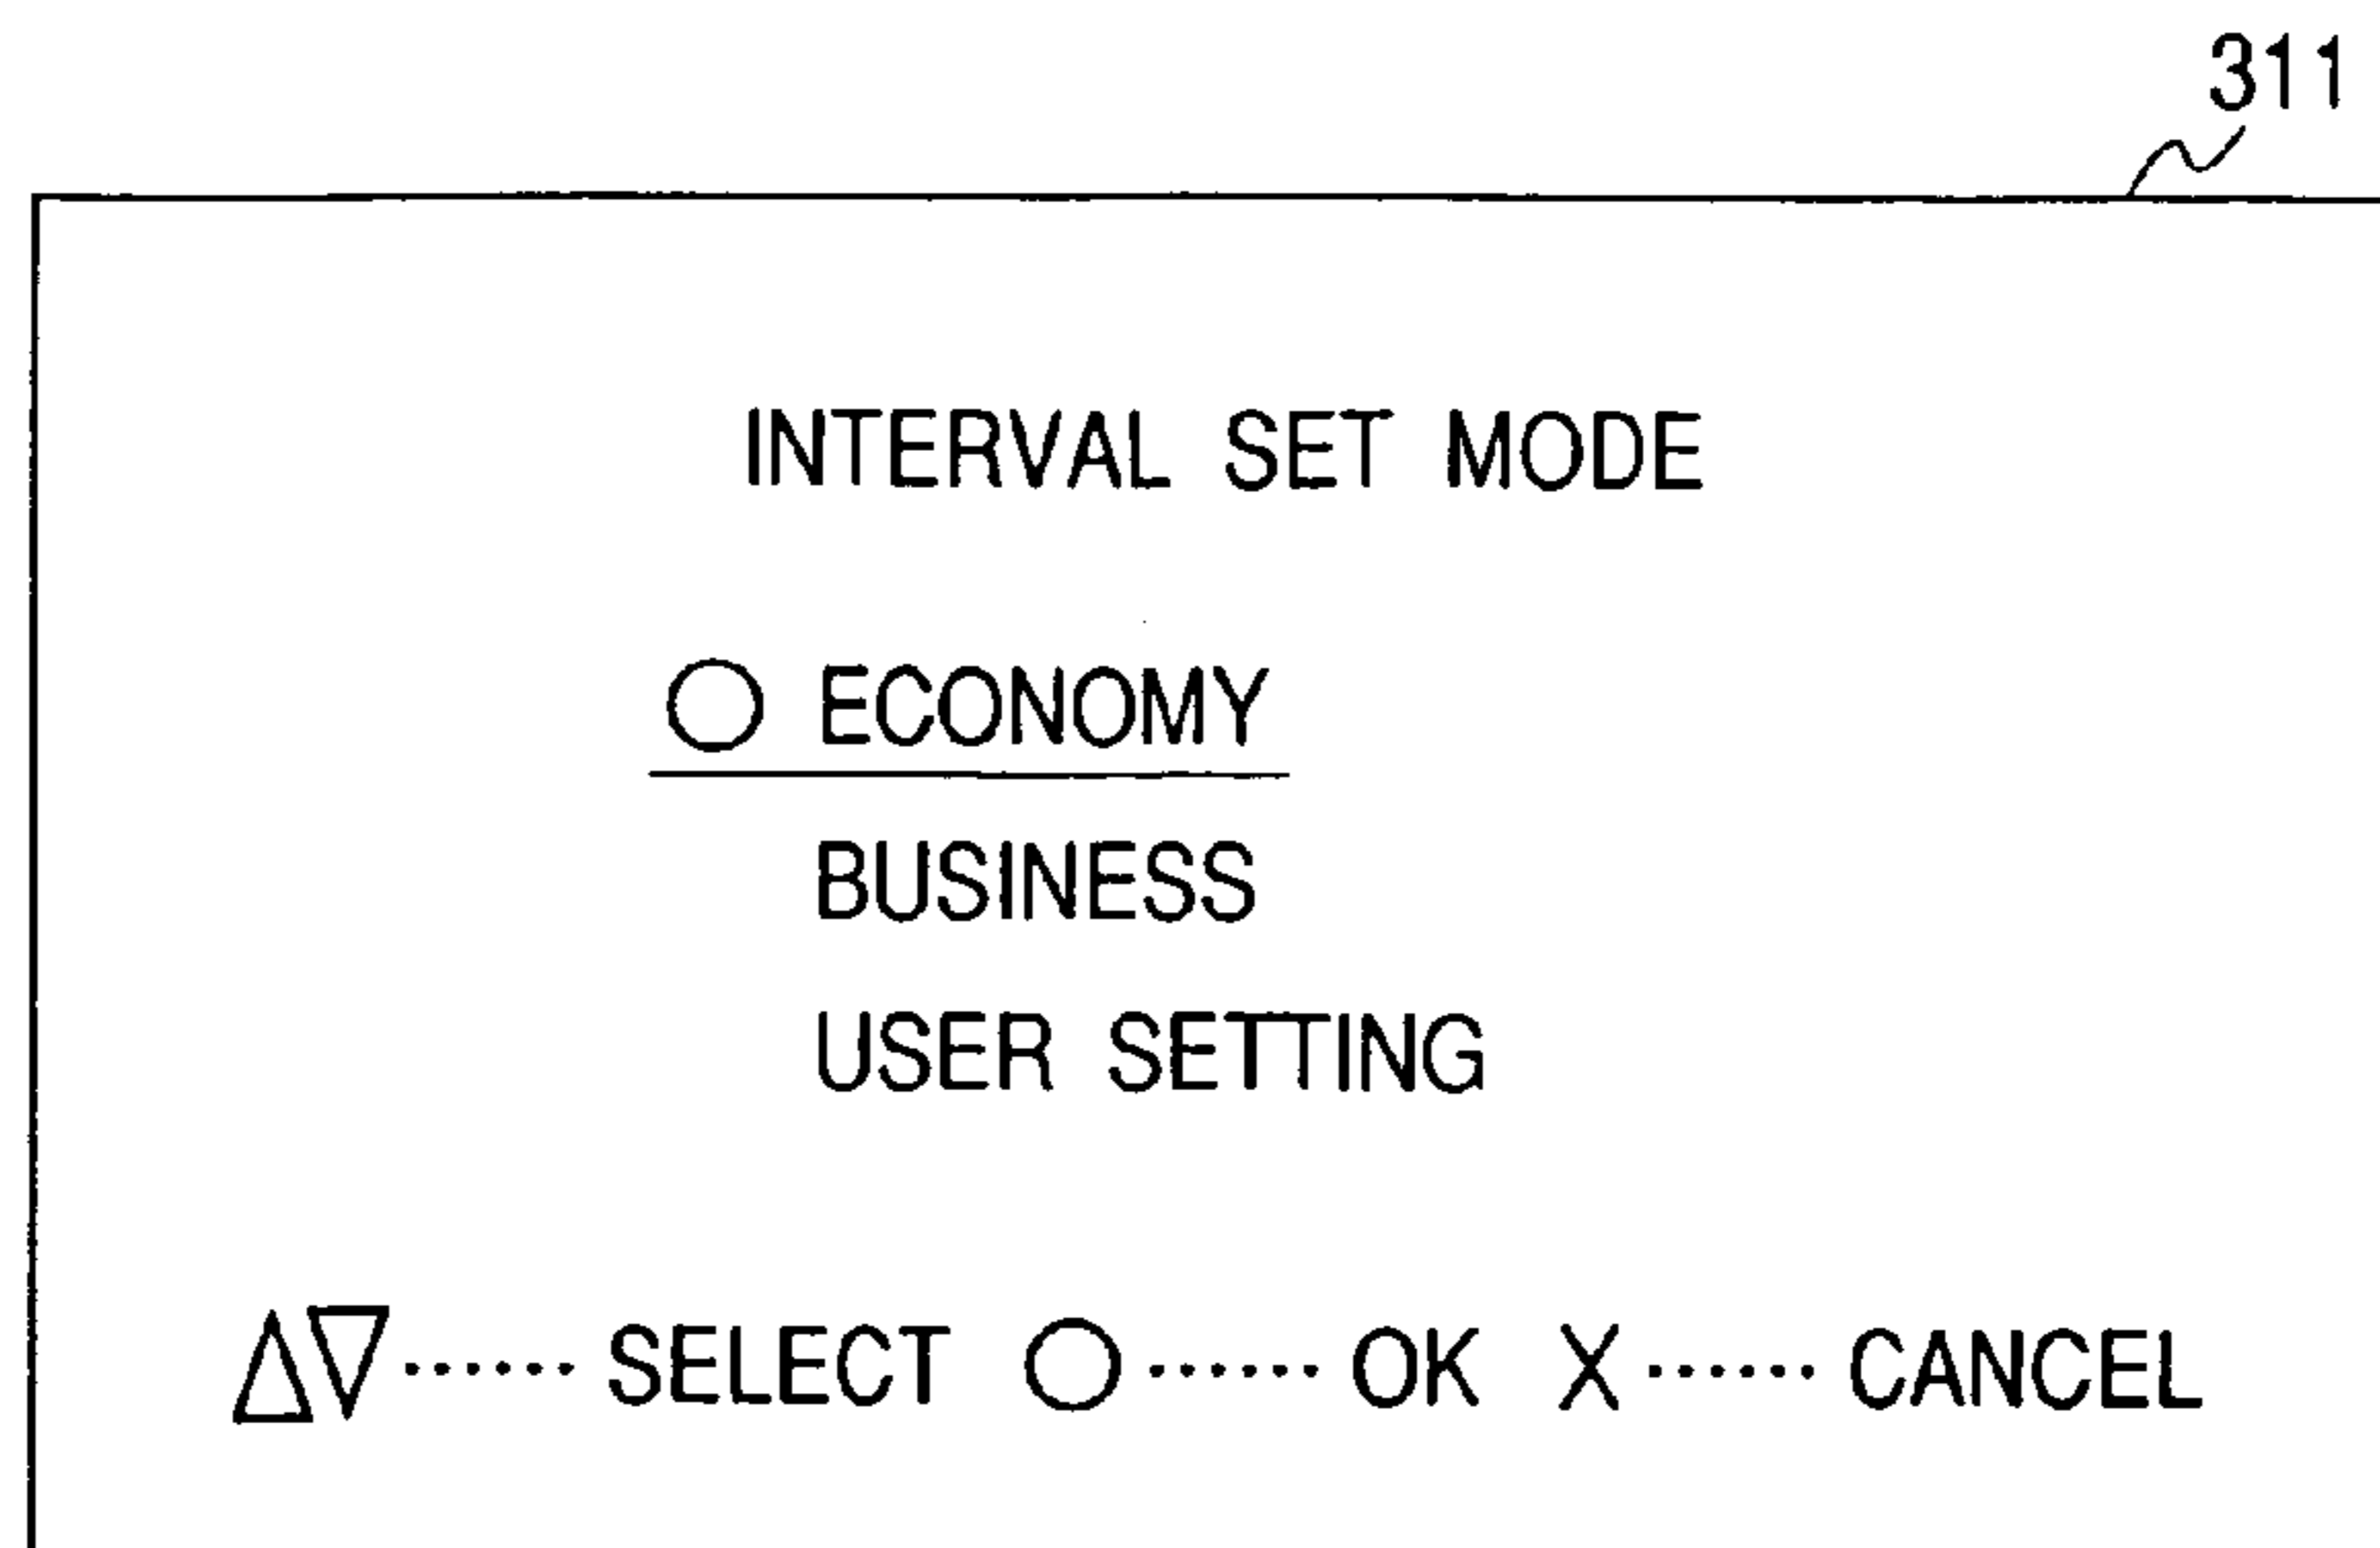 311
INTERVAL SET MODE
○ ECONOMY
BUSINESS
USER SETTING
△▽...... SELECT ○...... OK X...... CANCEL